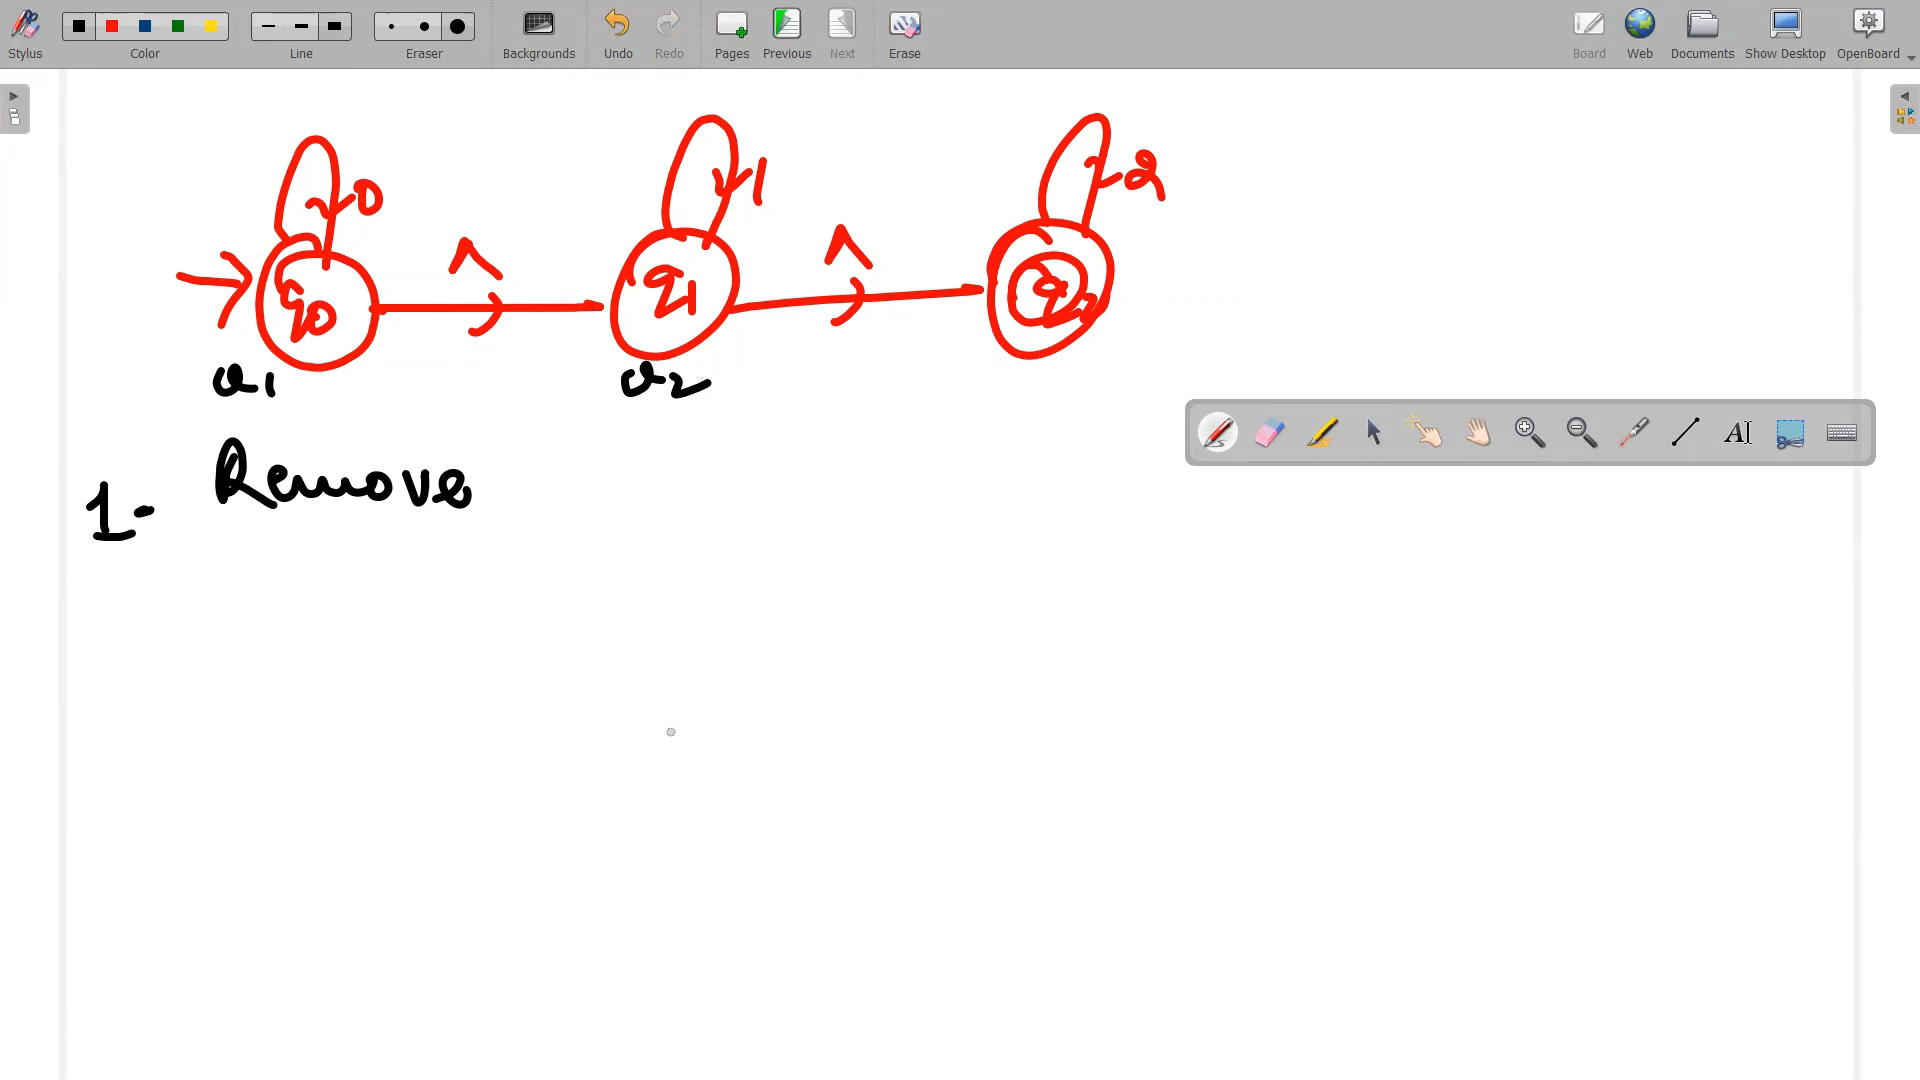 Stylus Color Line Eraser Backgrounds Undo Redo Pages Previous Next Erase Board Web Documents Show Desktop OpenBoard
0 1 2
^ ^
q0 q1 q2
v1 v2
1- Remove